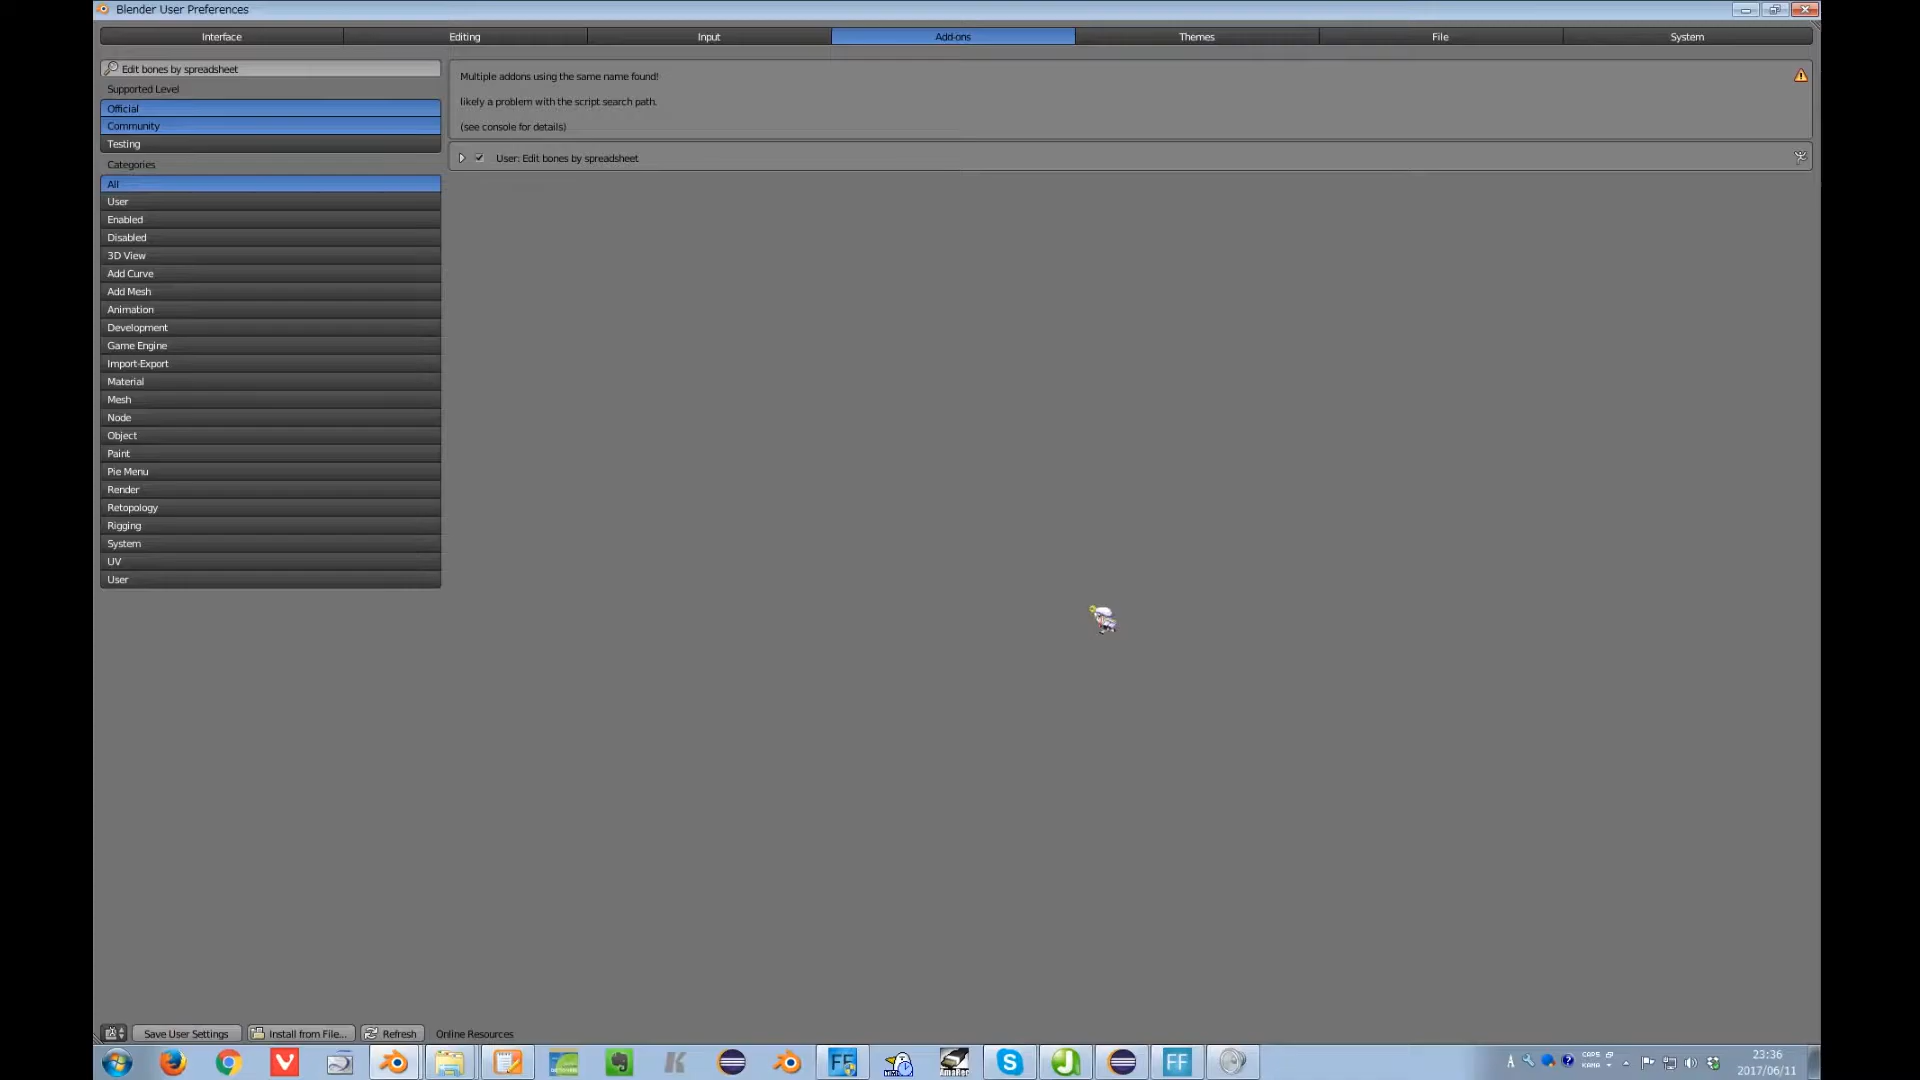 Blender User Preferences
Interface
Editing
Input
Add-ons
Themes
File
System
Edit bones by spreadsheet
Supported Level
Official
Community
Testing
Categories
All
User
Enabled
Disabled
3D View
Add Curve
Add Mesh
Animation
Development
Game Engine
Import-Export
Material
Mesh
Node
Object
Paint
Pie Menu
Render
Retopology
Rigging
System
UV
User
Multiple addons using the same name found!
likely a problem with the script search path.
(see console for details)
User: Edit bones by spreadsheet
Save User Settings
Install from File...
Refresh
Online Resources
FF
S
J
FF
A
CAPS
KANA
23:36
2017/06/11